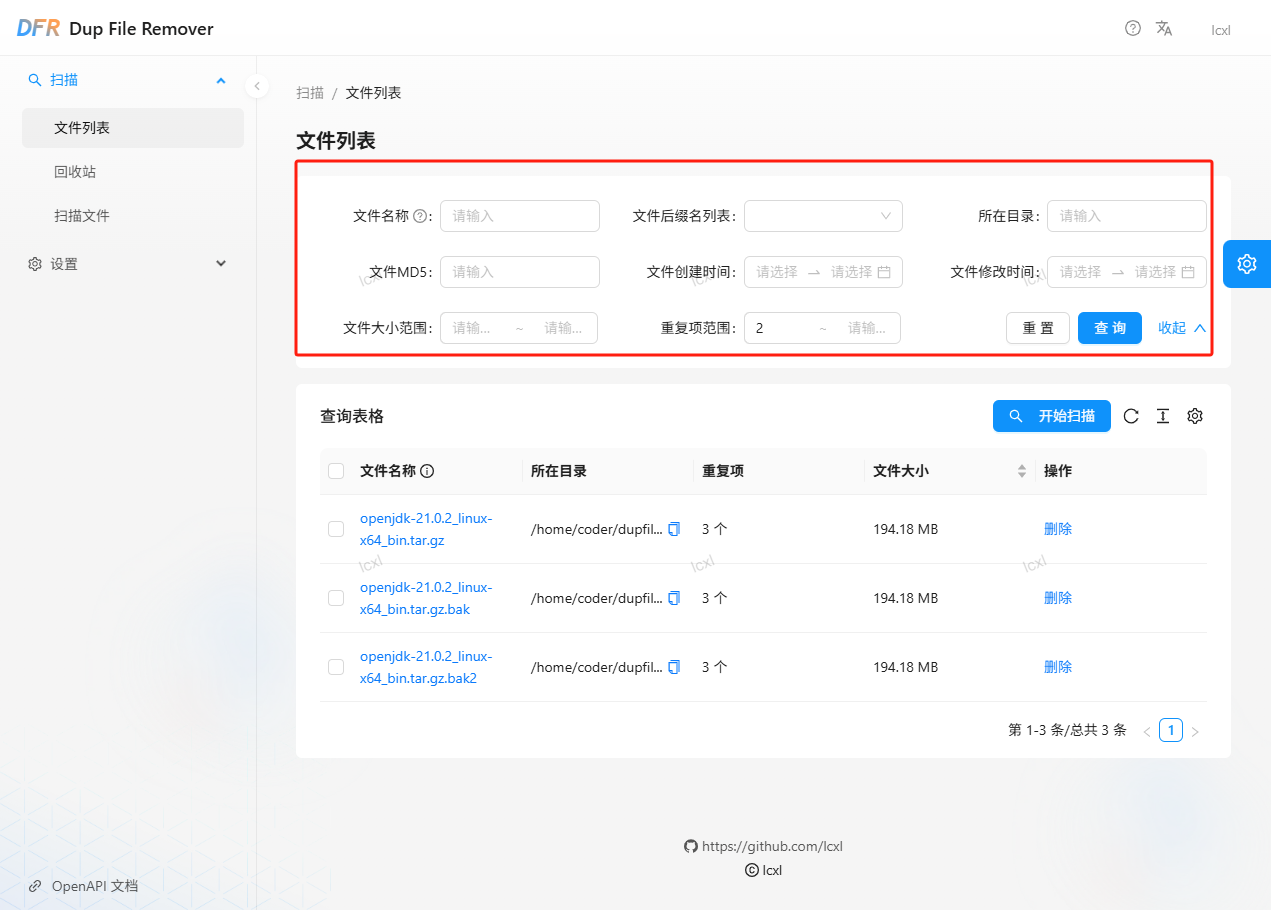 DFR Dup File Remover
lcxl
扫描
文件列表
回收站
扫描文件
设置
OpenAPI 文档
扫描 / 文件列表
文件列表
文件名称 : 请输入 文件后缀名列表: 所在目录: 请输入
文件MD5: 请输入 文件创建时间: 请选择 → 请选择 文件修改时间: 请选择 → 请选择
文件大小范围: 请输... ~ 请输... 重复项范围: 2 ~ 请输... 重 置 查 询 收起
lcxl lcxl lcxl
查询表格 开始扫描
文件名称 所在目录 重复项 文件大小 操作
openjdk-21.0.2_linux-
x64_bin.tar.gz /home/coder/dupfil... 3 个 194.18 MB 删除
lcxl lcxl lcxl
openjdk-21.0.2_linux-
x64_bin.tar.gz.bak /home/coder/dupfil... 3 个 194.18 MB 删除
openjdk-21.0.2_linux-
x64_bin.tar.gz.bak2 /home/coder/dupfil... 3 个 194.18 MB 删除
第 1-3 条/总共 3 条 < 1 >
https://github.com/lcxl
© lcxl